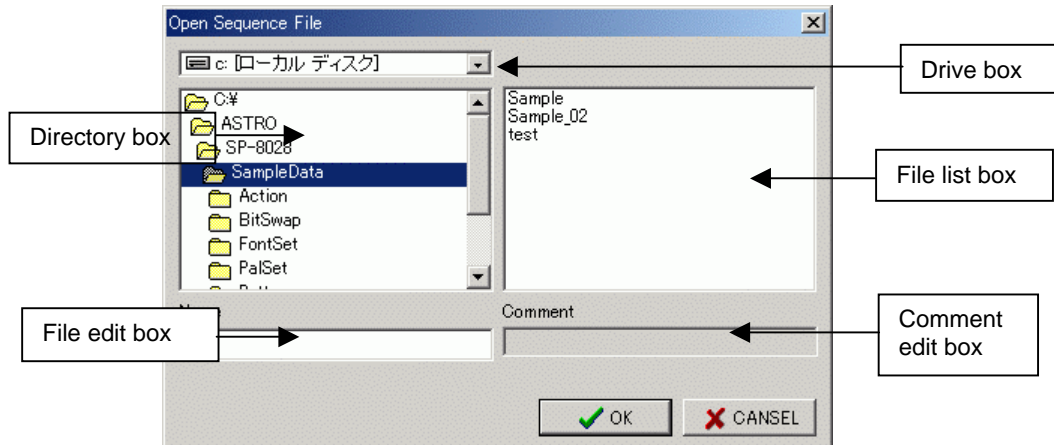 Open Sequence File
c: [ローカル ディスク]
Drive box
C:¥
ASTRO
SP-8028
SampleData
Action
BitSwap
FontSet
PalSet
Directory box
Sample
Sample_02
test
File list box
File edit box
Comment
Comment
edit box
OK
CANSEL